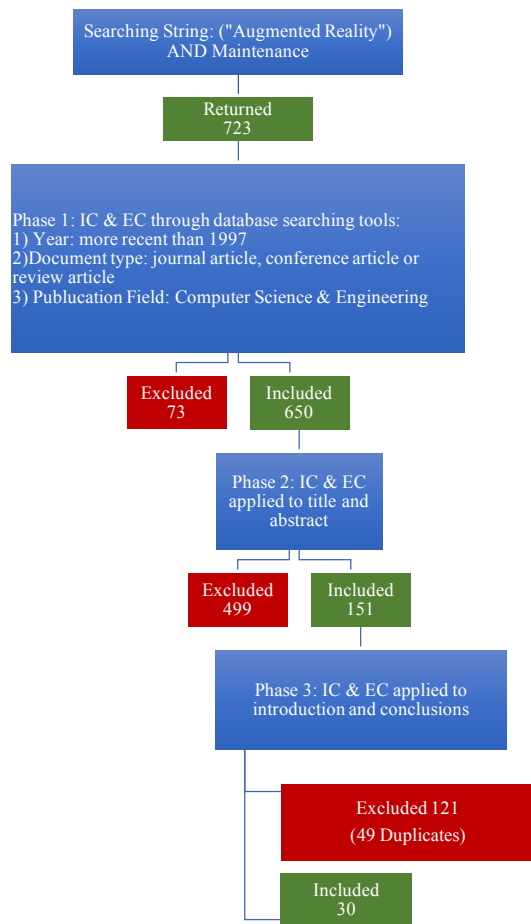 Searching String: ("Augmented Reality")
AND Maintenance
Returned
723
Phase 1: IC & EC through database searching tools:
1) Year: more recent than 1997
2)Document type: journal article, conference article or
review article
3) Publucation Field: Computer Science & Engineering
Excluded
73
Included
650
Phase 2: IC & EC
applied to title and
abstract
Excluded
499
Included
151
Phase 3: IC & EC applied to
introduction and conclusions
Excluded 121
(49 Duplicates)
Included
30